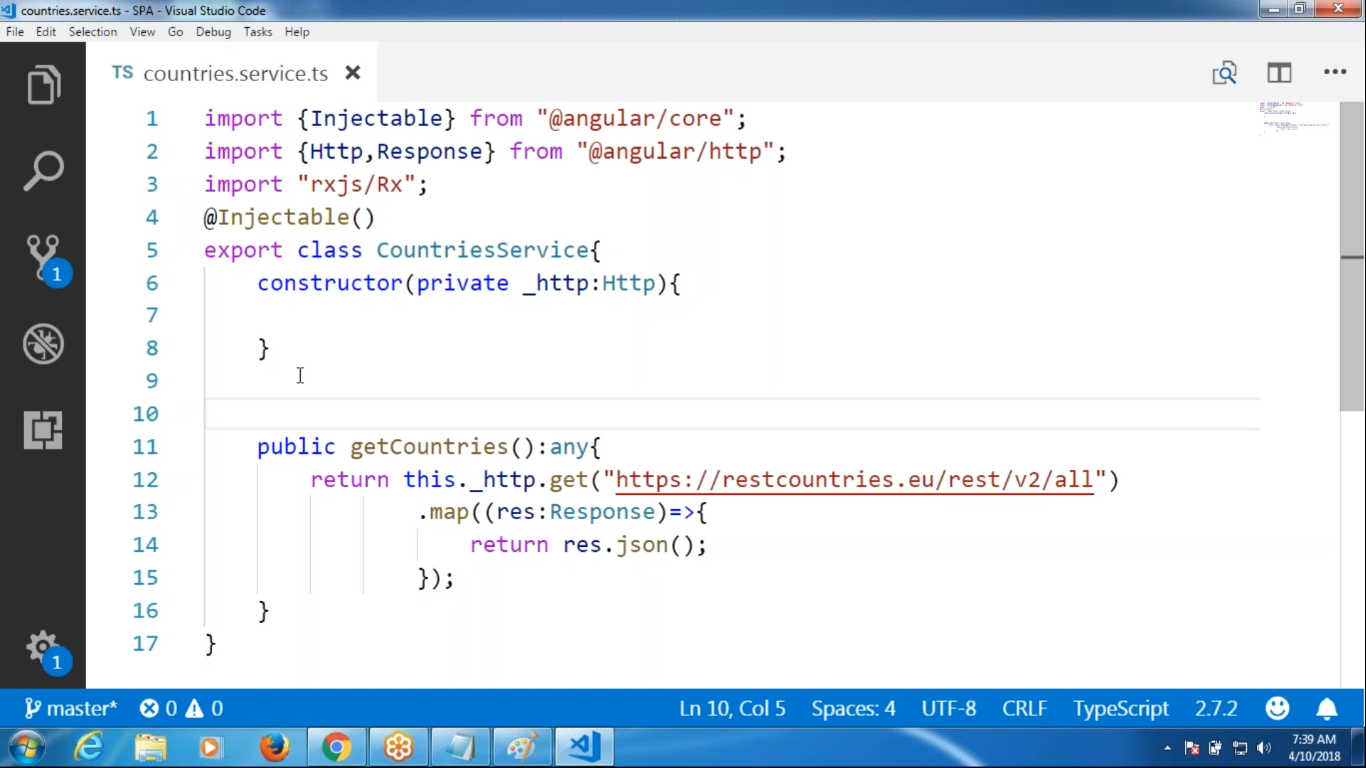 countries.service.ts - SPA - Visual Studio Code
File Edit Selection View Go Debug Tasks Help
TS countries.service.ts
1 import {Injectable} from "@angular/core";
2 import {Http,Response} from "@angular/http";
3 import "rxjs/Rx";
4 @Injectable()
5 export class CountriesService{
6 constructor(private _http:Http){
7
8 }
9
10
11 public getCountries():any{
12 return this._http.get("https://restcountries.eu/rest/v2/all")
13 .map((res:Response)=>{
14 return res.json();
15 });
16 }
17 }
1
1
master* 0 0 Ln 10, Col 5 Spaces: 4 UTF-8 CRLF TypeScript 2.7.2
7:39 AM
4/10/2018